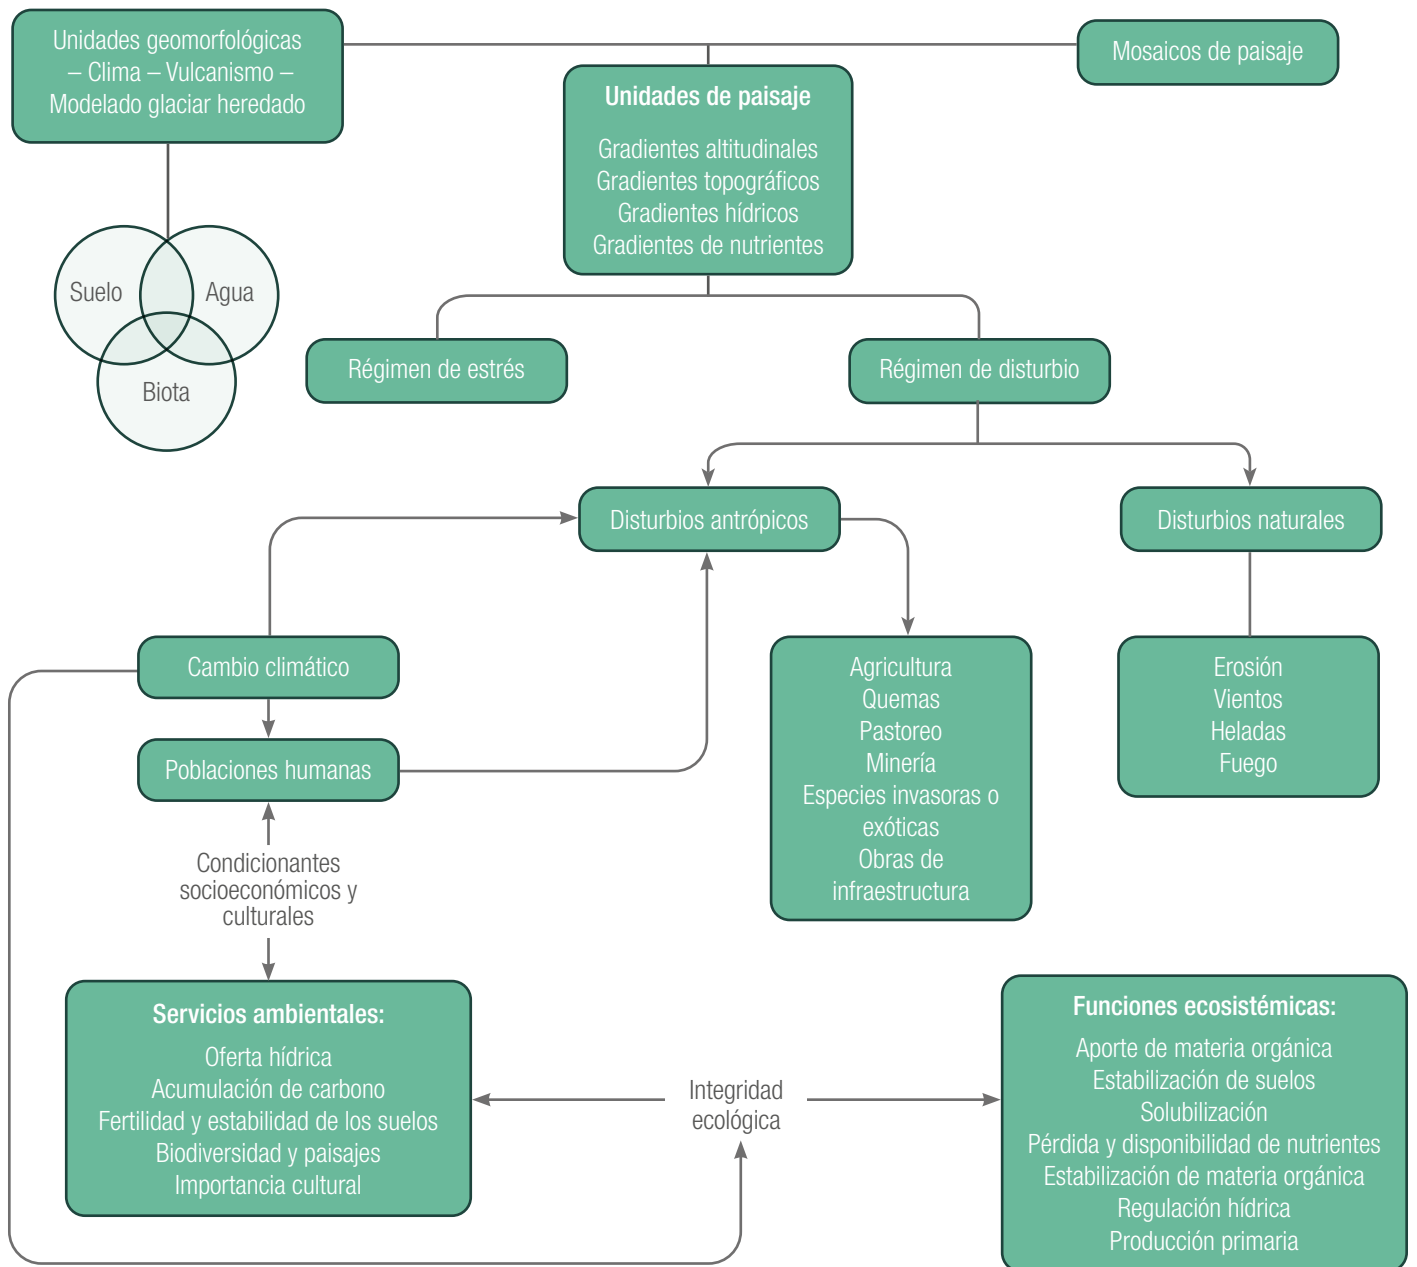 Unidades geomorfológicas
– Clima – Vulcanismo –
Modelado glaciar heredado
Mosaicos de paisaje
Unidades de paisaje
Gradientes altitudinales
Gradientes topográficos
Gradientes hídricos
Gradientes de nutrientes
Suelo
Agua
Biota
Régimen de estrés
Régimen de disturbio
Disturbios antrópicos
Disturbios naturales
Cambio climático
Poblaciones humanas
Agricultura
Quemas
Pastoreo
Minería
Especies invasoras o
exóticas
Obras de
infraestructura
Erosión
Vientos
Heladas
Fuego
Condicionantes
socioeconómicos y
culturales
Servicios ambientales:
Oferta hídrica
Acumulación de carbono
Fertilidad y estabilidad de los suelos
Biodiversidad y paisajes
Importancia cultural
Integridad
ecológica
Funciones ecosistémicas:
Aporte de materia orgánica
Estabilización de suelos
Solubilización
Pérdida y disponibilidad de nutrientes
Estabilización de materia orgánica
Regulación hídrica
Producción primaria